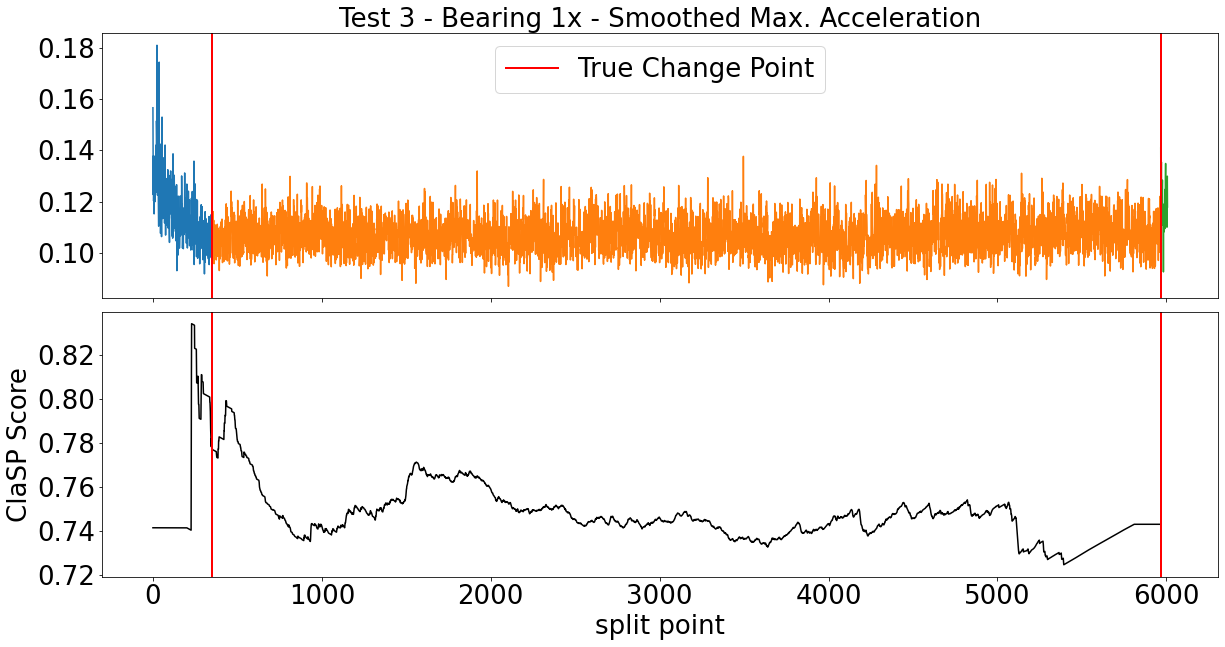 Test 3 - Bearing 1x - Smoothed Max. Acceleration
True Change Point
0.18
0.16
0.14
0.12
0.10
ClaSP Score
0.82
0.80
0.78
0.76
0.74
0.72
0 1000 2000 3000 4000 5000 6000
split point